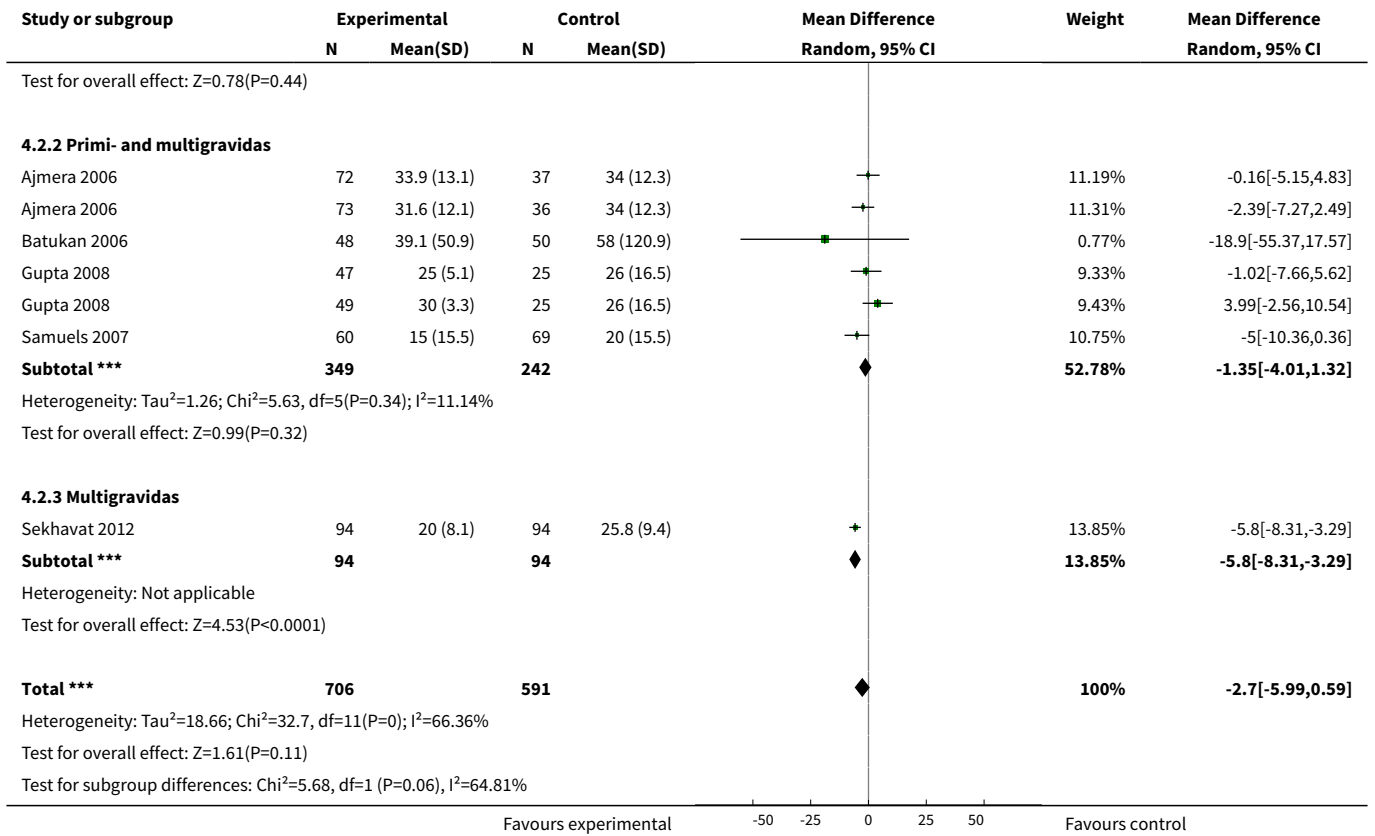 Study or subgroup Experimental Control Mean Difference Weight Mean Difference
N Mean(SD) N Mean(SD) Random, 95% CI Random, 95% CI
Test for overall effect: Z=0.78(P=0.44)
4.2.2 Primi- and multigravidas
Ajmera 2006 72 33.9 (13.1) 37 34 (12.3) 11.19% -0.16[-5.15,4.83]
Ajmera 2006 73 31.6 (12.1) 36 34 (12.3) 11.31% -2.39[-7.27,2.49]
Batukan 2006 48 39.1 (50.9) 50 58 (120.9) 0.77% -18.9[-55.37,17.57]
Gupta 2008 47 25 (5.1) 25 26 (16.5) 9.33% -1.02[-7.66,5.62]
Gupta 2008 49 30 (3.3) 25 26 (16.5) 9.43% 3.99[-2.56,10.54]
Samuels 2007 60 15 (15.5) 69 20 (15.5) 10.75% -5[-10.36,0.36]
Subtotal *** 349 242 52.78% -1.35[-4.01,1.32]
Heterogeneity: Tau²=1.26; Chi²=5.63, df=5(P=0.34); I²=11.14%
Test for overall effect: Z=0.99(P=0.32)
4.2.3 Multigravidas
Sekhavat 2012 94 20 (8.1) 94 25.8 (9.4) 13.85% -5.8[-8.31,-3.29]
Subtotal *** 94 94 13.85% -5.8[-8.31,-3.29]
Heterogeneity: Not applicable
Test for overall effect: Z=4.53(P<0.0001)
Total *** 706 591 100% -2.7[-5.99,0.59]
Heterogeneity: Tau²=18.66; Chi²=32.7, df=11(P=0); I²=66.36%
Test for overall effect: Z=1.61(P=0.11)
Test for subgroup differences: Chi²=5.68, df=1 (P=0.06), I²=64.81%
Favours experimental -50 -25 0 25 50 Favours control